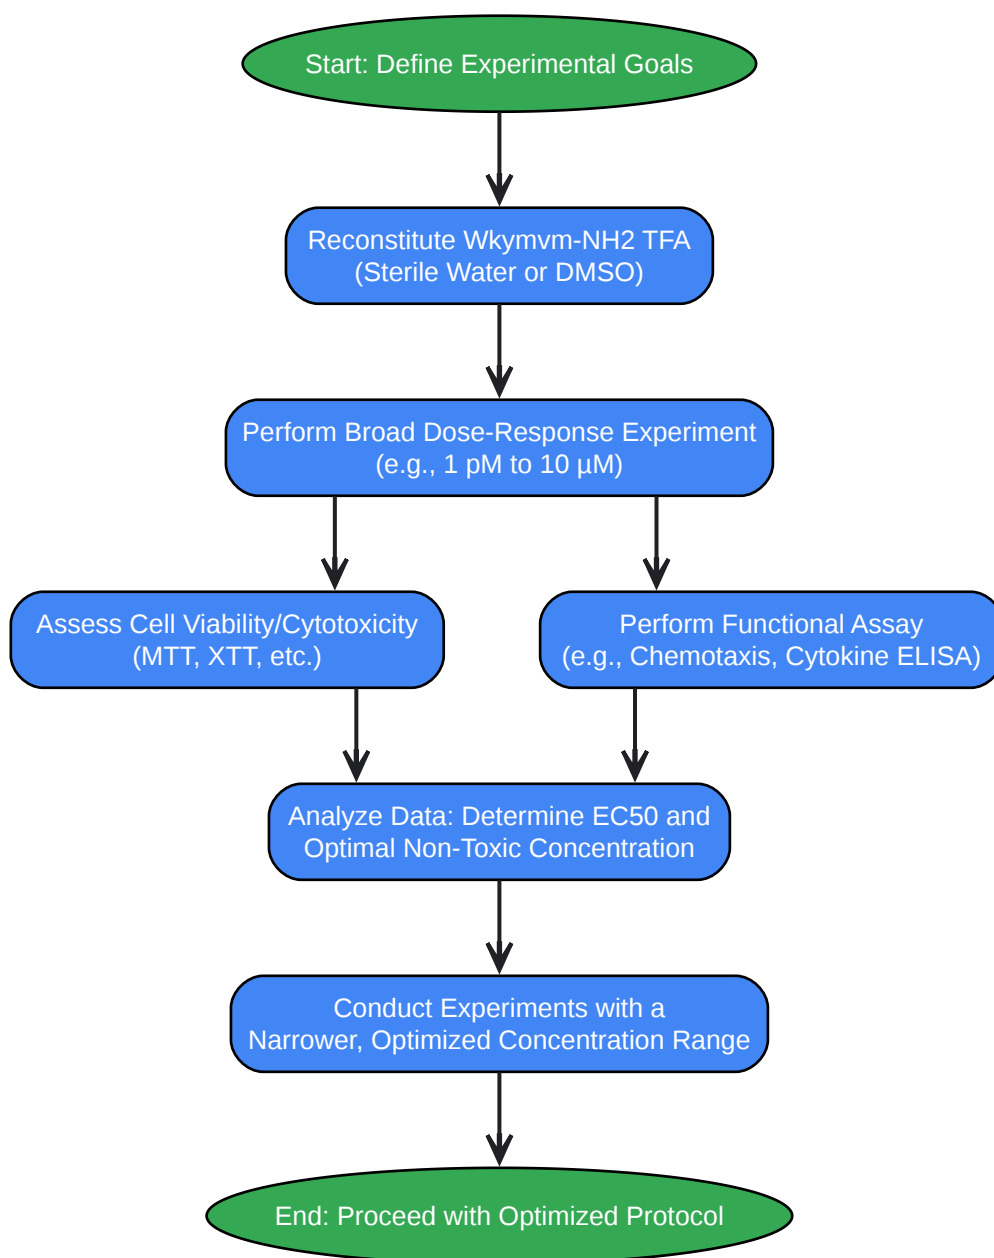 Start: Define Experimental Goals
Reconstitute Wkymvm-NH2 TFA
(Sterile Water or DMSO)
Perform Broad Dose-Response Experiment
(e.g., 1 pM to 10 µM)
Assess Cell Viability/Cytotoxicity
(MTT, XTT, etc.)
Perform Functional Assay
(e.g., Chemotaxis, Cytokine ELISA)
Analyze Data: Determine EC50 and
Optimal Non-Toxic Concentration
Conduct Experiments with a
Narrower, Optimized Concentration Range
End: Proceed with Optimized Protocol